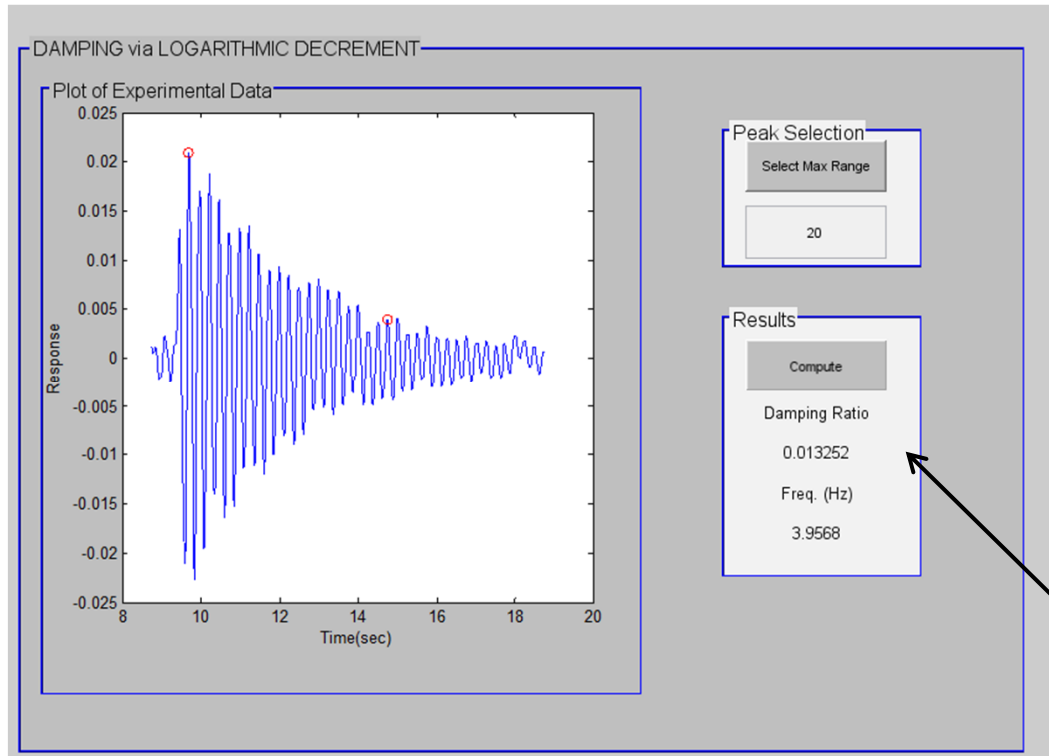 DAMPING via LOGARITHMIC DECREMENT
Plot of Experimental Data
0.025
0.02
0.015
0.01
0.005
0
-0.005
-0.01
-0.015
-0.02
-0.025
Response
8 10 12 14 16 18 20
Time(sec)
Peak Selection
Select Max Range
20
Results
Compute
Damping Ratio
0.013252
Freq. (Hz)
3.9568